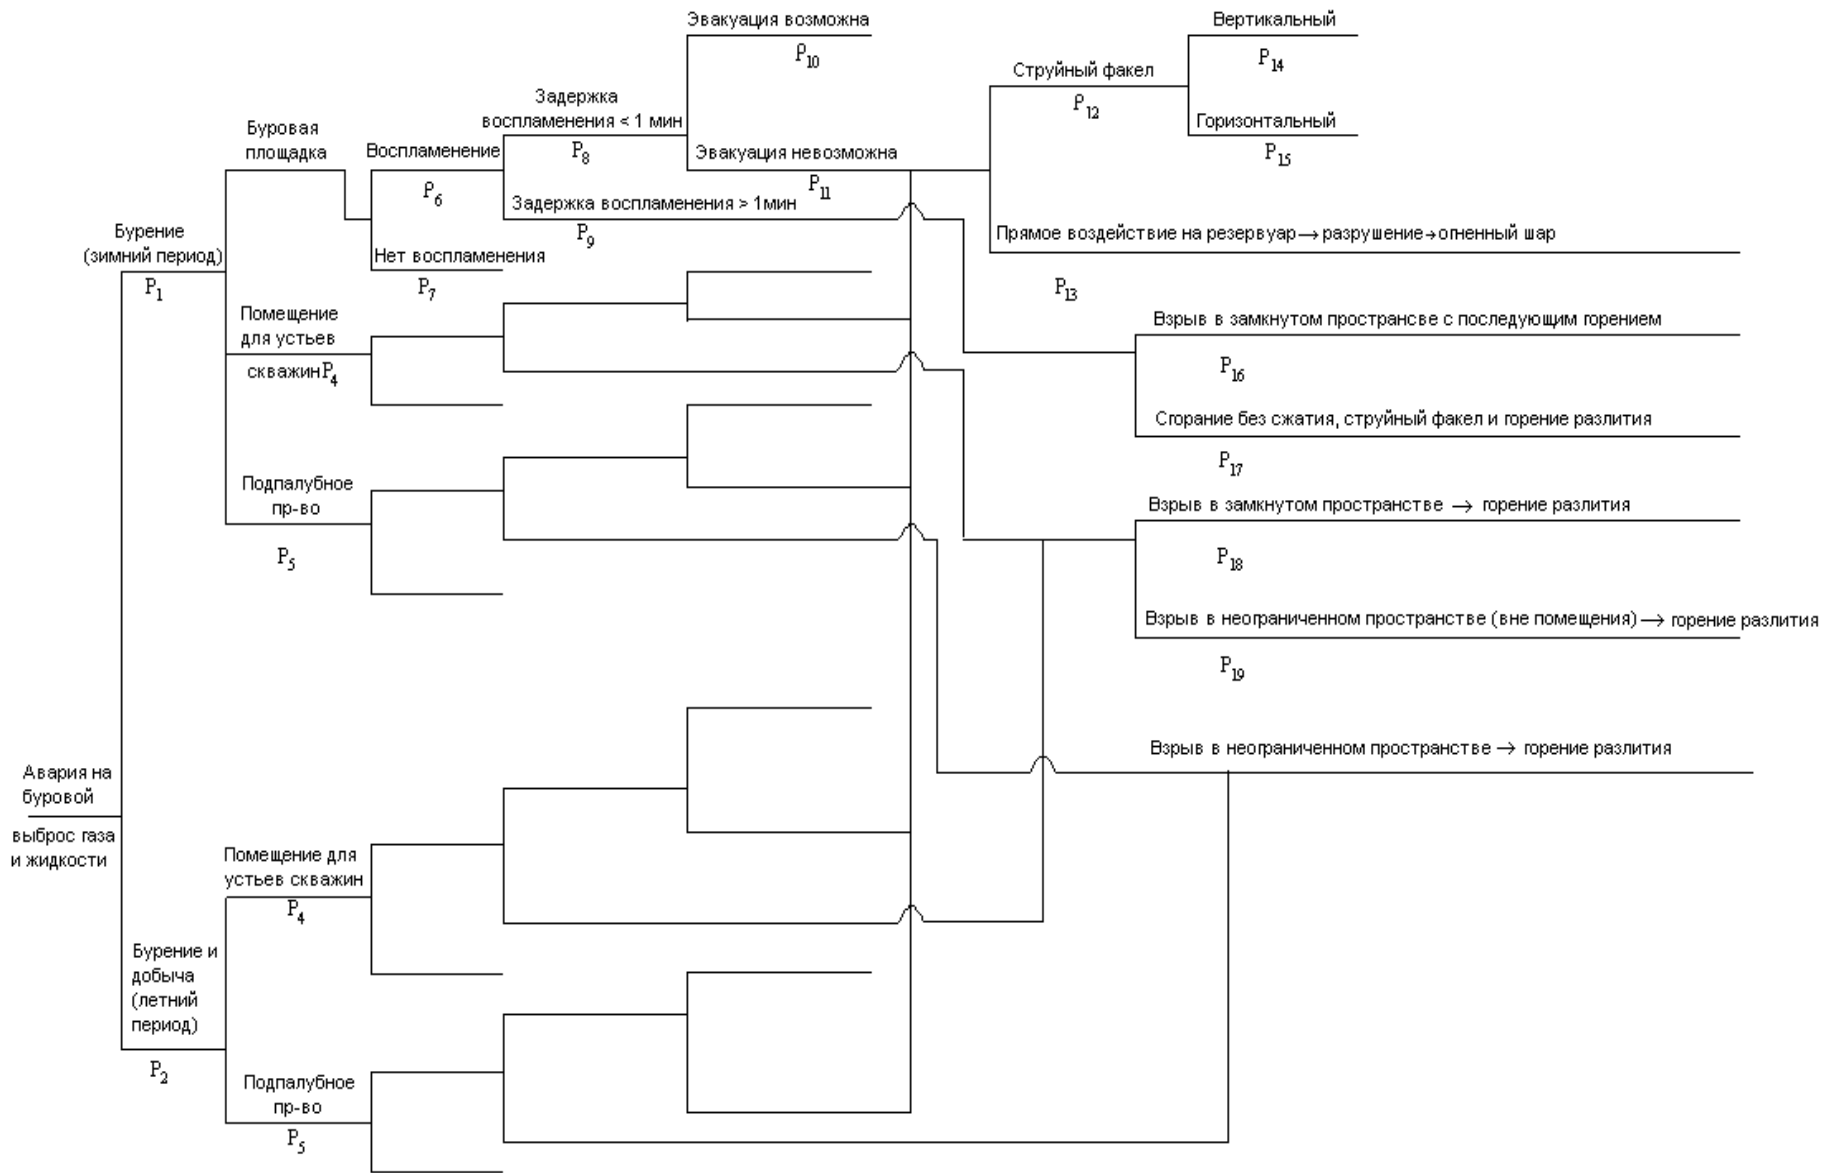 Эвакуация возможна
P10
Вертикальный
P14
Струйный факел
P12
Горизонтальный
P15
Задержка
воспламенения < 1 мин
P8
Буровая
площадка
Воспламенение
P6
Эвакуация невозможна
P11
Задержка воспламенения > 1мин
P9
Прямое воздействие на резервуар→разрушение→огненный шар
P13
Бурение
(зимний период)
P1
Нет воспламенения
P7
Помещение
для устьев
скважин P4
Взрыв в замкнутом пространсве с последующим горением
P16
Сгорание без сжатия, струйный факел и горение разлития
P17
Подпалубное
пр-во
P5
Взрыв в замкнутом пространстве → горение разлития
P18
Взрыв в неограниченном пространстве (вне помещения) → горение разлития
P19
Взрыв в неограниченном пространстве → горение разлития
Авария на
буровой
выброс газа
и жидкости
Помещение для
устьев скважин
P4
Бурение и
добыча
(летний
период)
P2
Подпалубное
пр-во
P5